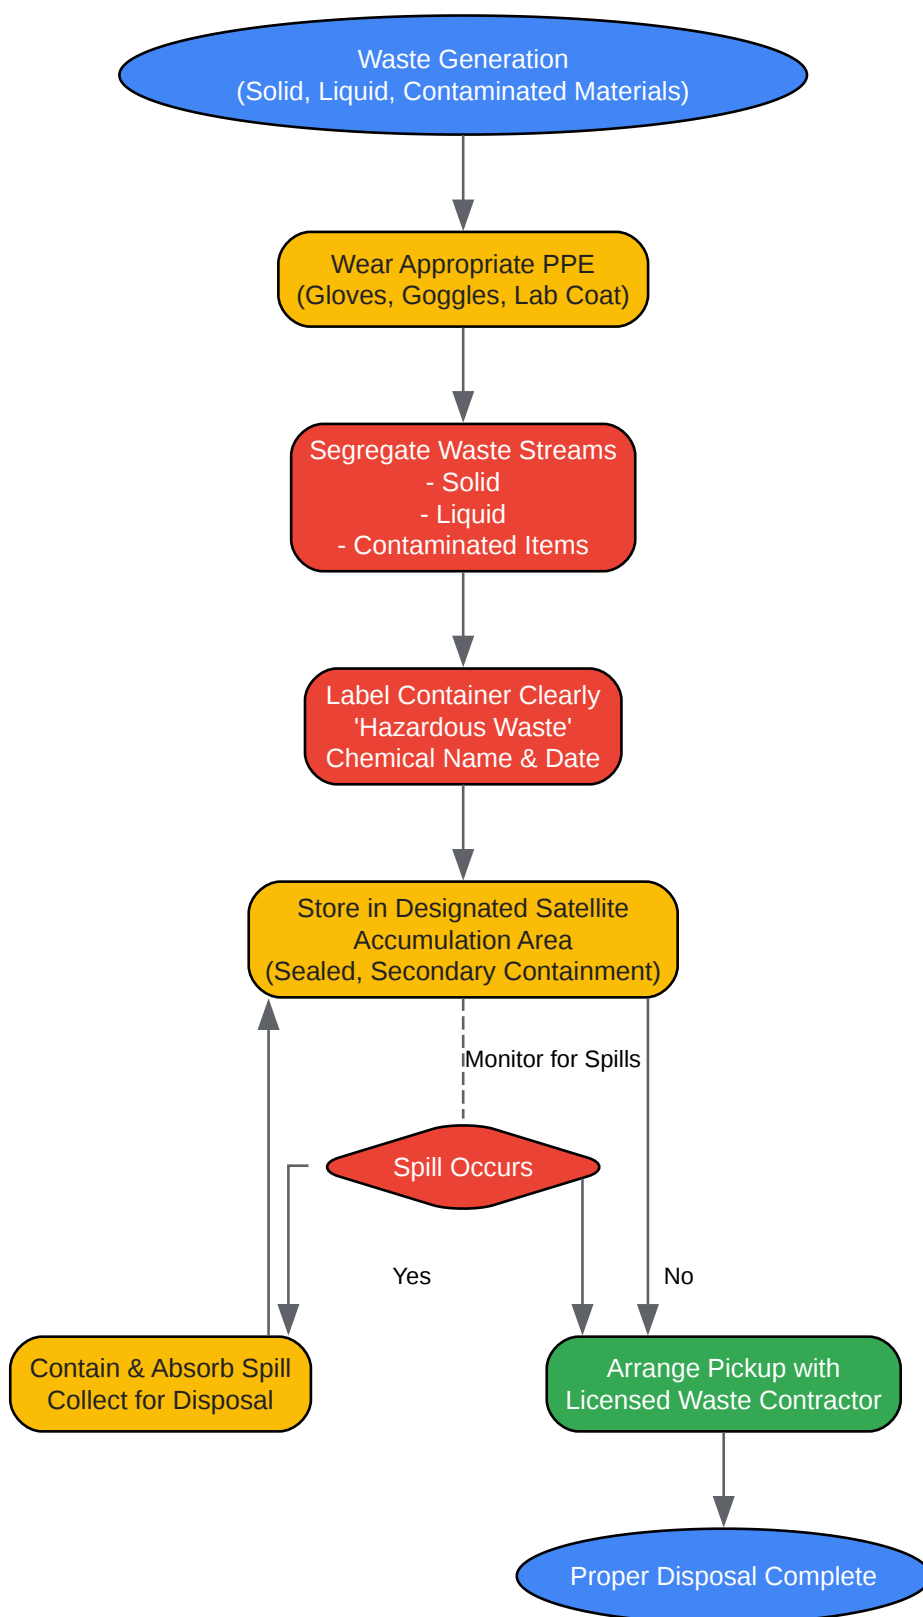 Waste Generation
(Solid, Liquid, Contaminated Materials)
Wear Appropriate PPE
(Gloves, Goggles, Lab Coat)
Segregate Waste Streams
- Solid
- Liquid
- Contaminated Items
Label Container Clearly
'Hazardous Waste'
Chemical Name & Date
Store in Designated Satellite
Accumulation Area
(Sealed, Secondary Containment)
Monitor for Spills
Spill Occurs
Yes
No
Contain & Absorb Spill
Collect for Disposal
Arrange Pickup with
Licensed Waste Contractor
Proper Disposal Complete